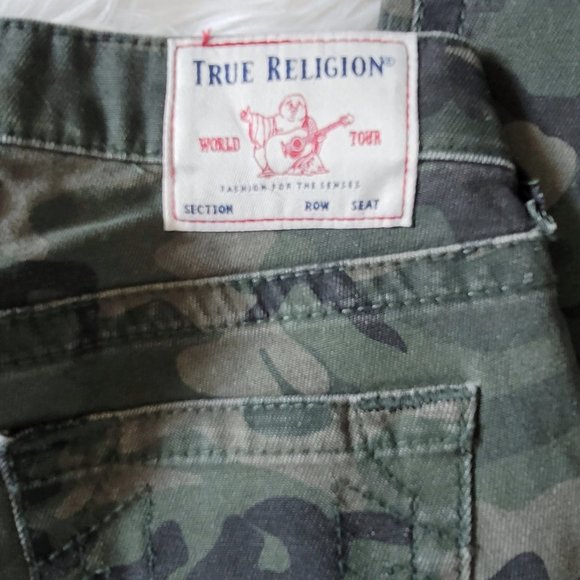 TRUE RELIGION®
WORLD TOUR
FASHION FOR THE SENSES
SECTION ROW SEAT